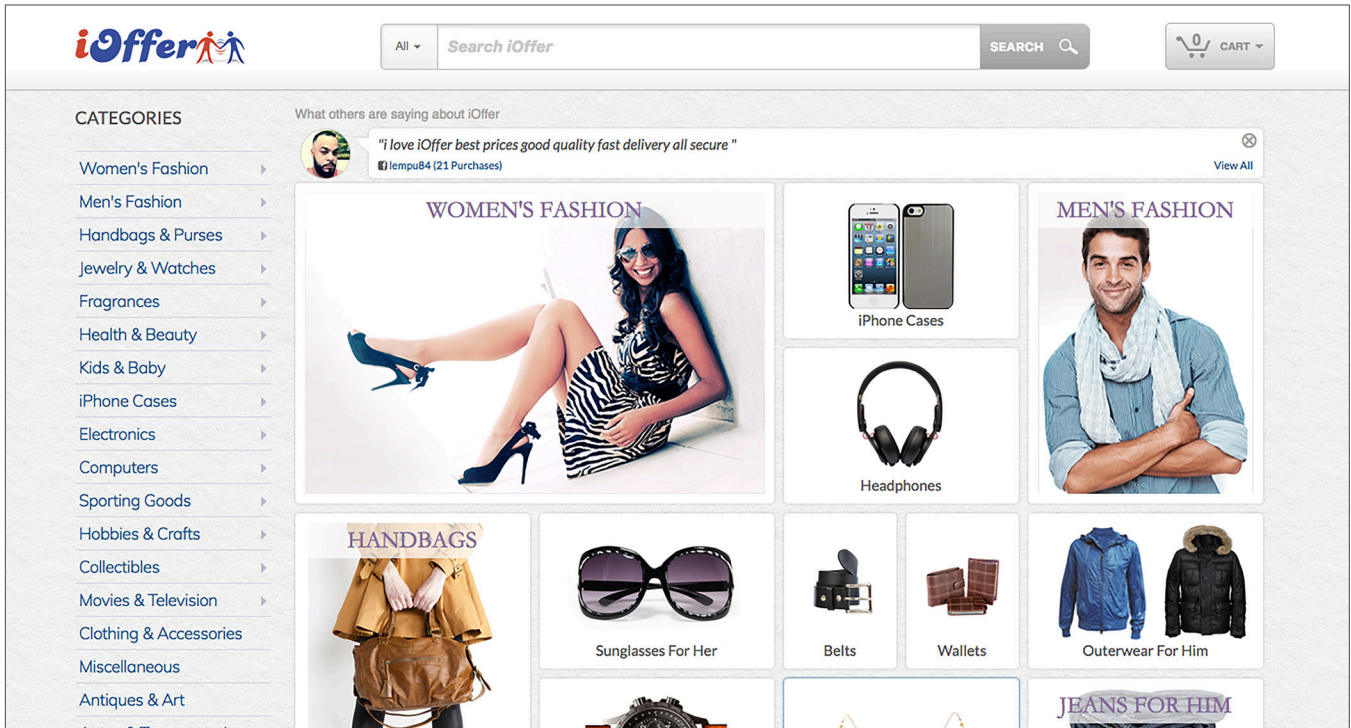 iOffer
All
Search iOffer
SEARCH
0
CART
CATEGORIES
Women's Fashion
Men's Fashion
Handbags & Purses
Jewelry & Watches
Fragrances
Health & Beauty
Kids & Baby
iPhone Cases
Electronics
Computers
Sporting Goods
Hobbies & Crafts
Collectibles
Movies & Television
Clothing & Accessories
Miscellaneous
Antiques & Art
What others are saying about iOffer
"i love iOffer best prices good quality fast delivery all secure "
lempu84 (21 Purchases)
View All
WOMEN'S FASHION
iPhone Cases
MEN'S FASHION
Headphones
HANDBAGS
Sunglasses For Her
Belts
Wallets
Outerwear For Him
JEANS FOR HIM